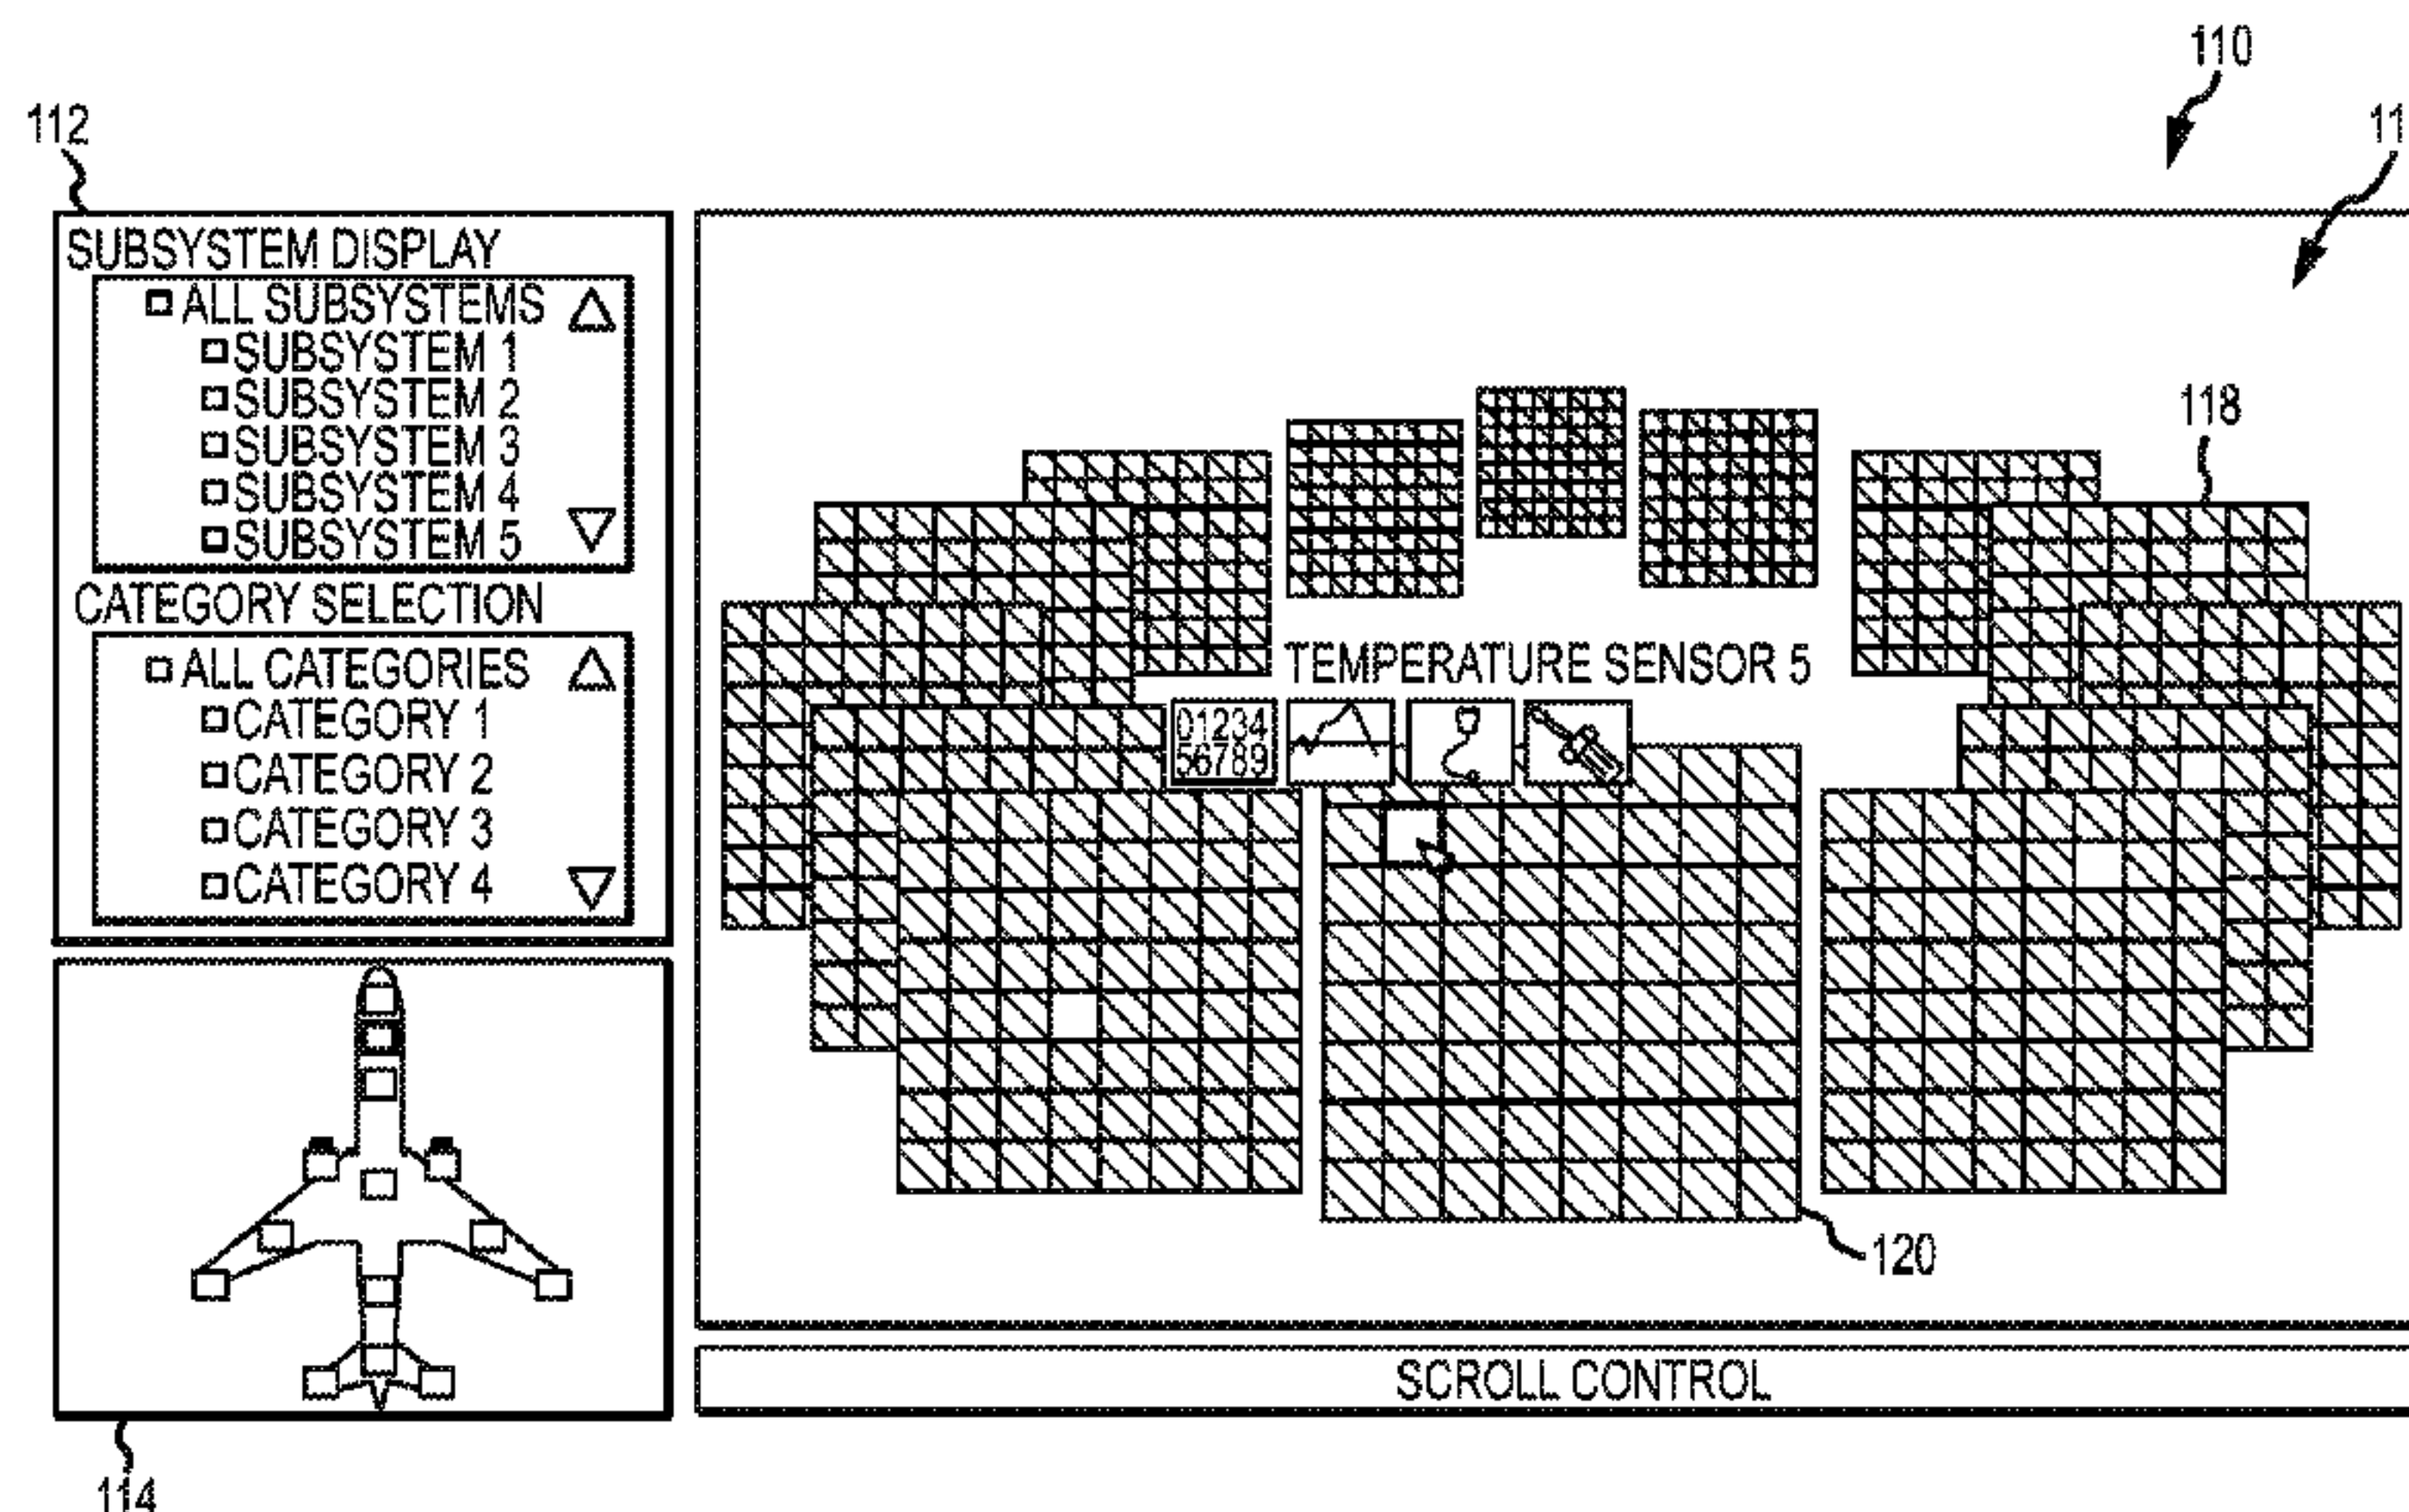 110
112
11
SUBSYSTEM DISPLAY
ALL SUBSYSTEMS
SUBSYSTEM 1
SUBSYSTEM 2
SUBSYSTEM 3
SUBSYSTEM 4
SUBSYSTEM 5
CATEGORY SELECTION
ALL CATEGORIES
CATEGORY 1
CATEGORY 2
CATEGORY 3
CATEGORY 4
118
TEMPERATURE SENSOR 5
01234
56789
120
SCROLL CONTROL
114